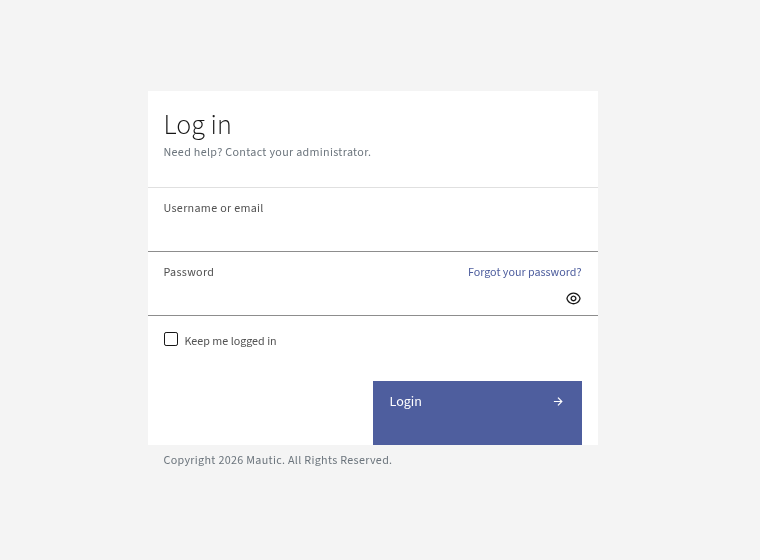 Log in
Need help? Contact your administrator.
Username or email
Password
Forgot your password?
Keep me logged in
Login
Copyright 2026 Mautic. All Rights Reserved.